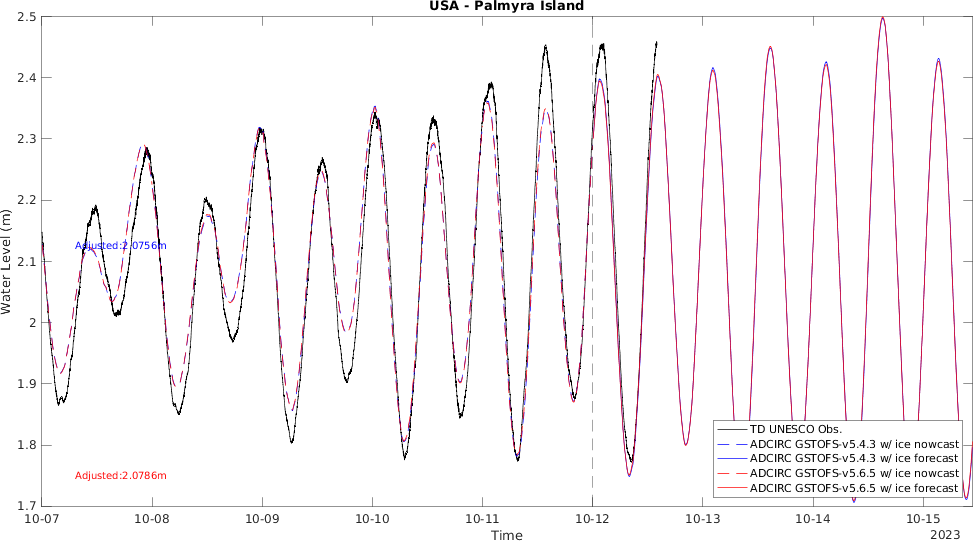 USA - Palmyra Island
2.5
2.4
2.3
2.2
2.1
2
1.9
1.8
1.7
Water Level (m)
Adjusted:2.0756m
Adjusted:2.0786m
TD UNESCO Obs.
ADCIRC GSTOFS-v5.4.3 w/ ice nowcast
ADCIRC GSTOFS-v5.4.3 w/ ice forecast
ADCIRC GSTOFS-v5.6.5 w/ ice nowcast
ADCIRC GSTOFS-v5.6.5 w/ ice forecast
10-07 10-08 10-09 10-10 10-11 10-12 10-13 10-14 10-15
Time 2023